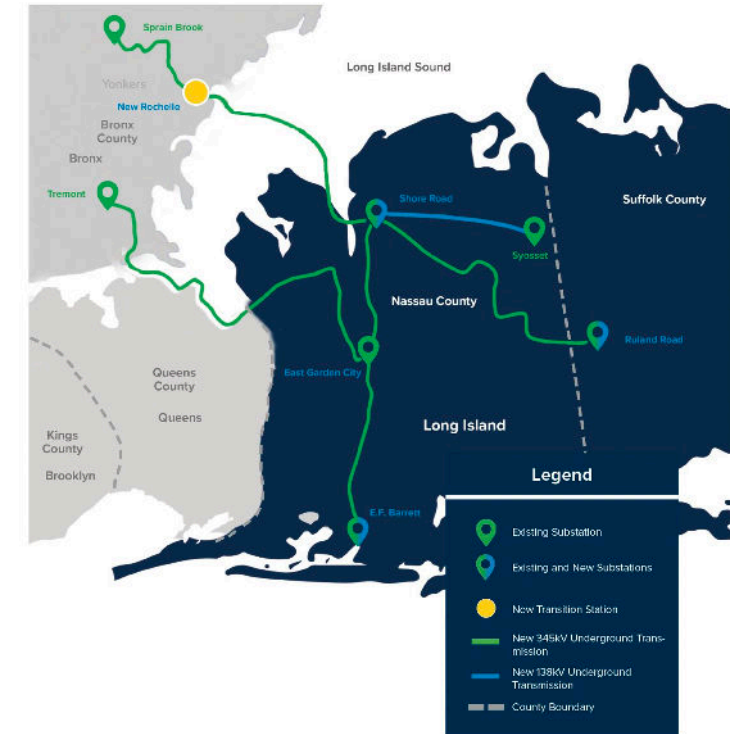 Sprain Brook
Long Island Sound
Yonkers
New Rochelle
Bronx
County
Bronx
Tremont
Shore Road
Suffolk County
Syosset
Nassau County
Ruland Road
East Garden City
Queens
County
Queens
Long Island
Kings
County
Brooklyn
E.F. Barrett
Legend
Existing Substation
Existing and New Substations
New Transition Station
New 345kV Underground Trans-
mission
New 138kV Underground
Transmission
County Boundary